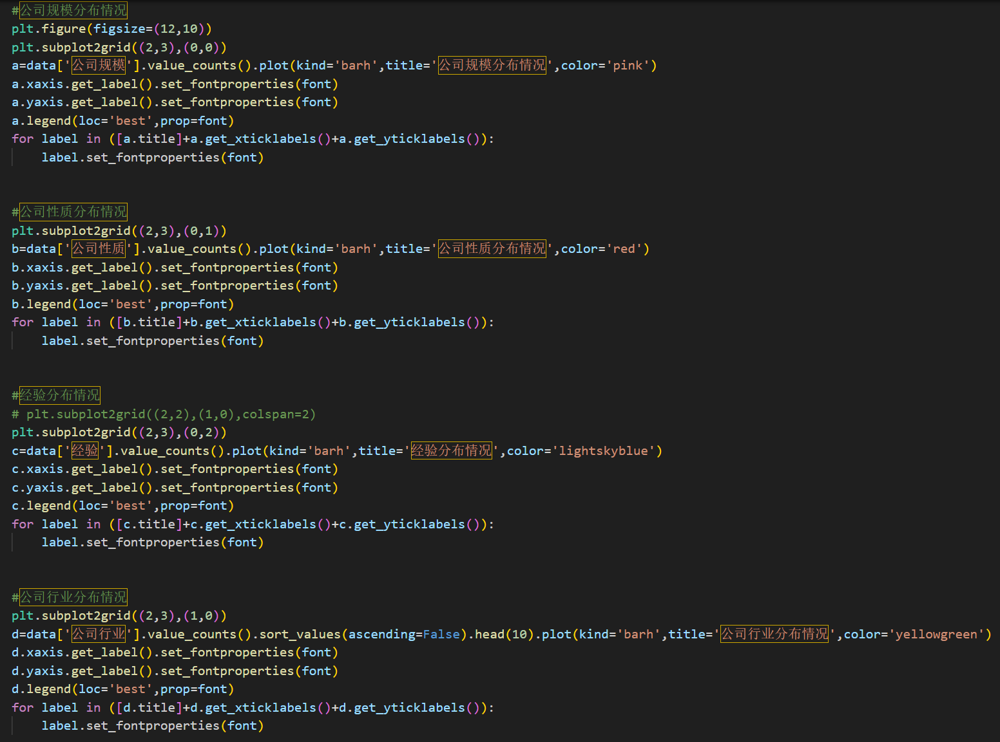 #公司规模分布情况
plt.figure(figsize=(12,10))
plt.subplot2grid((2,3),(0,0))
a=data['公司规模'].value_counts().plot(kind='barh',title='公司规模分布情况',color='pink')
a.xaxis.get_label().set_fontproperties(font)
a.yaxis.get_label().set_fontproperties(font)
a.legend(loc='best',prop=font)
for label in ([a.title]+a.get_xticklabels()+a.get_yticklabels()):
    label.set_fontproperties(font)
#公司性质分布情况
plt.subplot2grid((2,3),(0,1))
b=data['公司性质'].value_counts().plot(kind='barh',title='公司性质分布情况',color='red')
b.xaxis.get_label().set_fontproperties(font)
b.yaxis.get_label().set_fontproperties(font)
b.legend(loc='best',prop=font)
for label in ([b.title]+b.get_xticklabels()+b.get_yticklabels()):
    label.set_fontproperties(font)
#经验分布情况
# plt.subplot2grid((2,2),(1,0),colspan=2)
plt.subplot2grid((2,3),(0,2))
c=data['经验'].value_counts().plot(kind='barh',title='经验分布情况',color='lightskyblue')
c.xaxis.get_label().set_fontproperties(font)
c.yaxis.get_label().set_fontproperties(font)
c.legend(loc='best',prop=font)
for label in ([c.title]+c.get_xticklabels()+c.get_yticklabels()):
    label.set_fontproperties(font)
#公司行业分布情况
plt.subplot2grid((2,3),(1,0))
d=data['公司行业'].value_counts().sort_values(ascending=False).head(10).plot(kind='barh',title='公司行业分布情况',color='yellowgreen')
d.xaxis.get_label().set_fontproperties(font)
d.yaxis.get_label().set_fontproperties(font)
d.legend(loc='best',prop=font)
for label in ([d.title]+d.get_xticklabels()+d.get_yticklabels()):
    label.set_fontproperties(font)